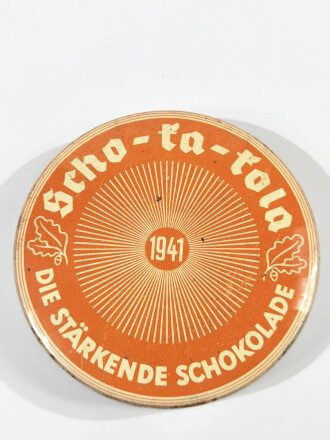 Scho-ka-kola
1941
DIE STÄRKENDE SCHOKOLADE